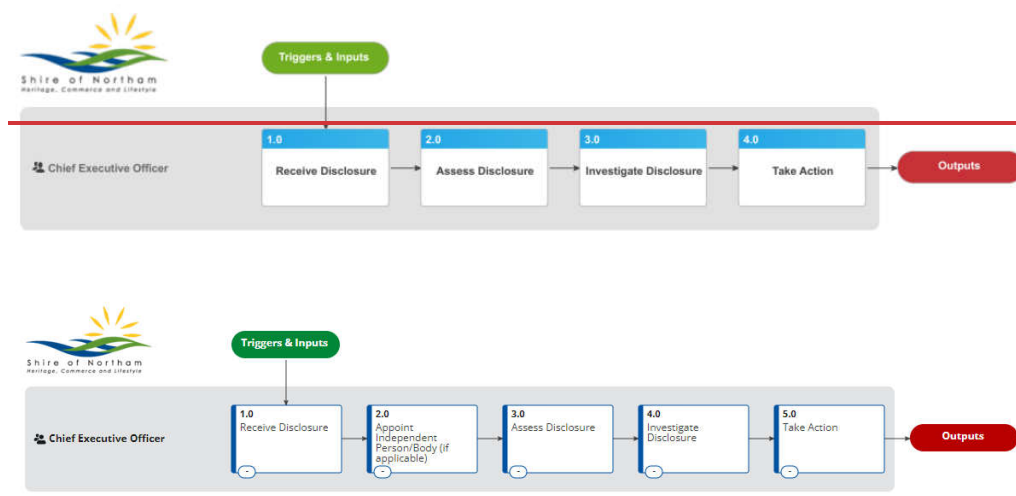 Shire of Northam
Heritage, Commerce and Lifestyle
Triggers & Inputs
Chief Executive Officer
1.0
Receive Disclosure
2.0
Assess Disclosure
3.0
Investigate Disclosure
4.0
Take Action
Outputs
Shire of Northam
Heritage, Commerce and Lifestyle
Triggers & Inputs
Chief Executive Officer
1.0
Receive Disclosure
-
2.0
Appoint
Independent
Person/Body (if
applicable)
-
3.0
Assess Disclosure
-
4.0
Investigate
Disclosure
-
5.0
Take Action
-
Outputs